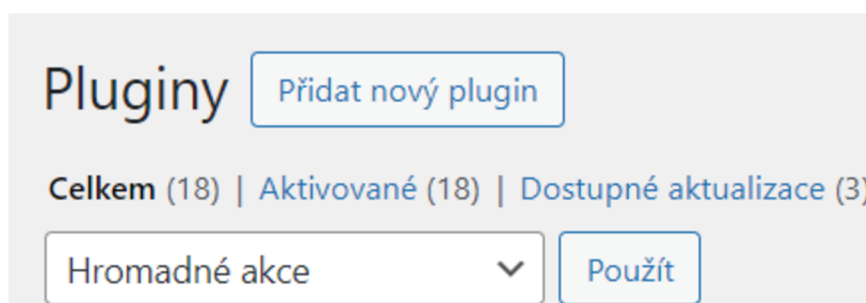 Pluginy Přidat nový plugin
Celkem (18) | Aktivované (18) | Dostupné aktualizace (3)
Hromadné akce Použít